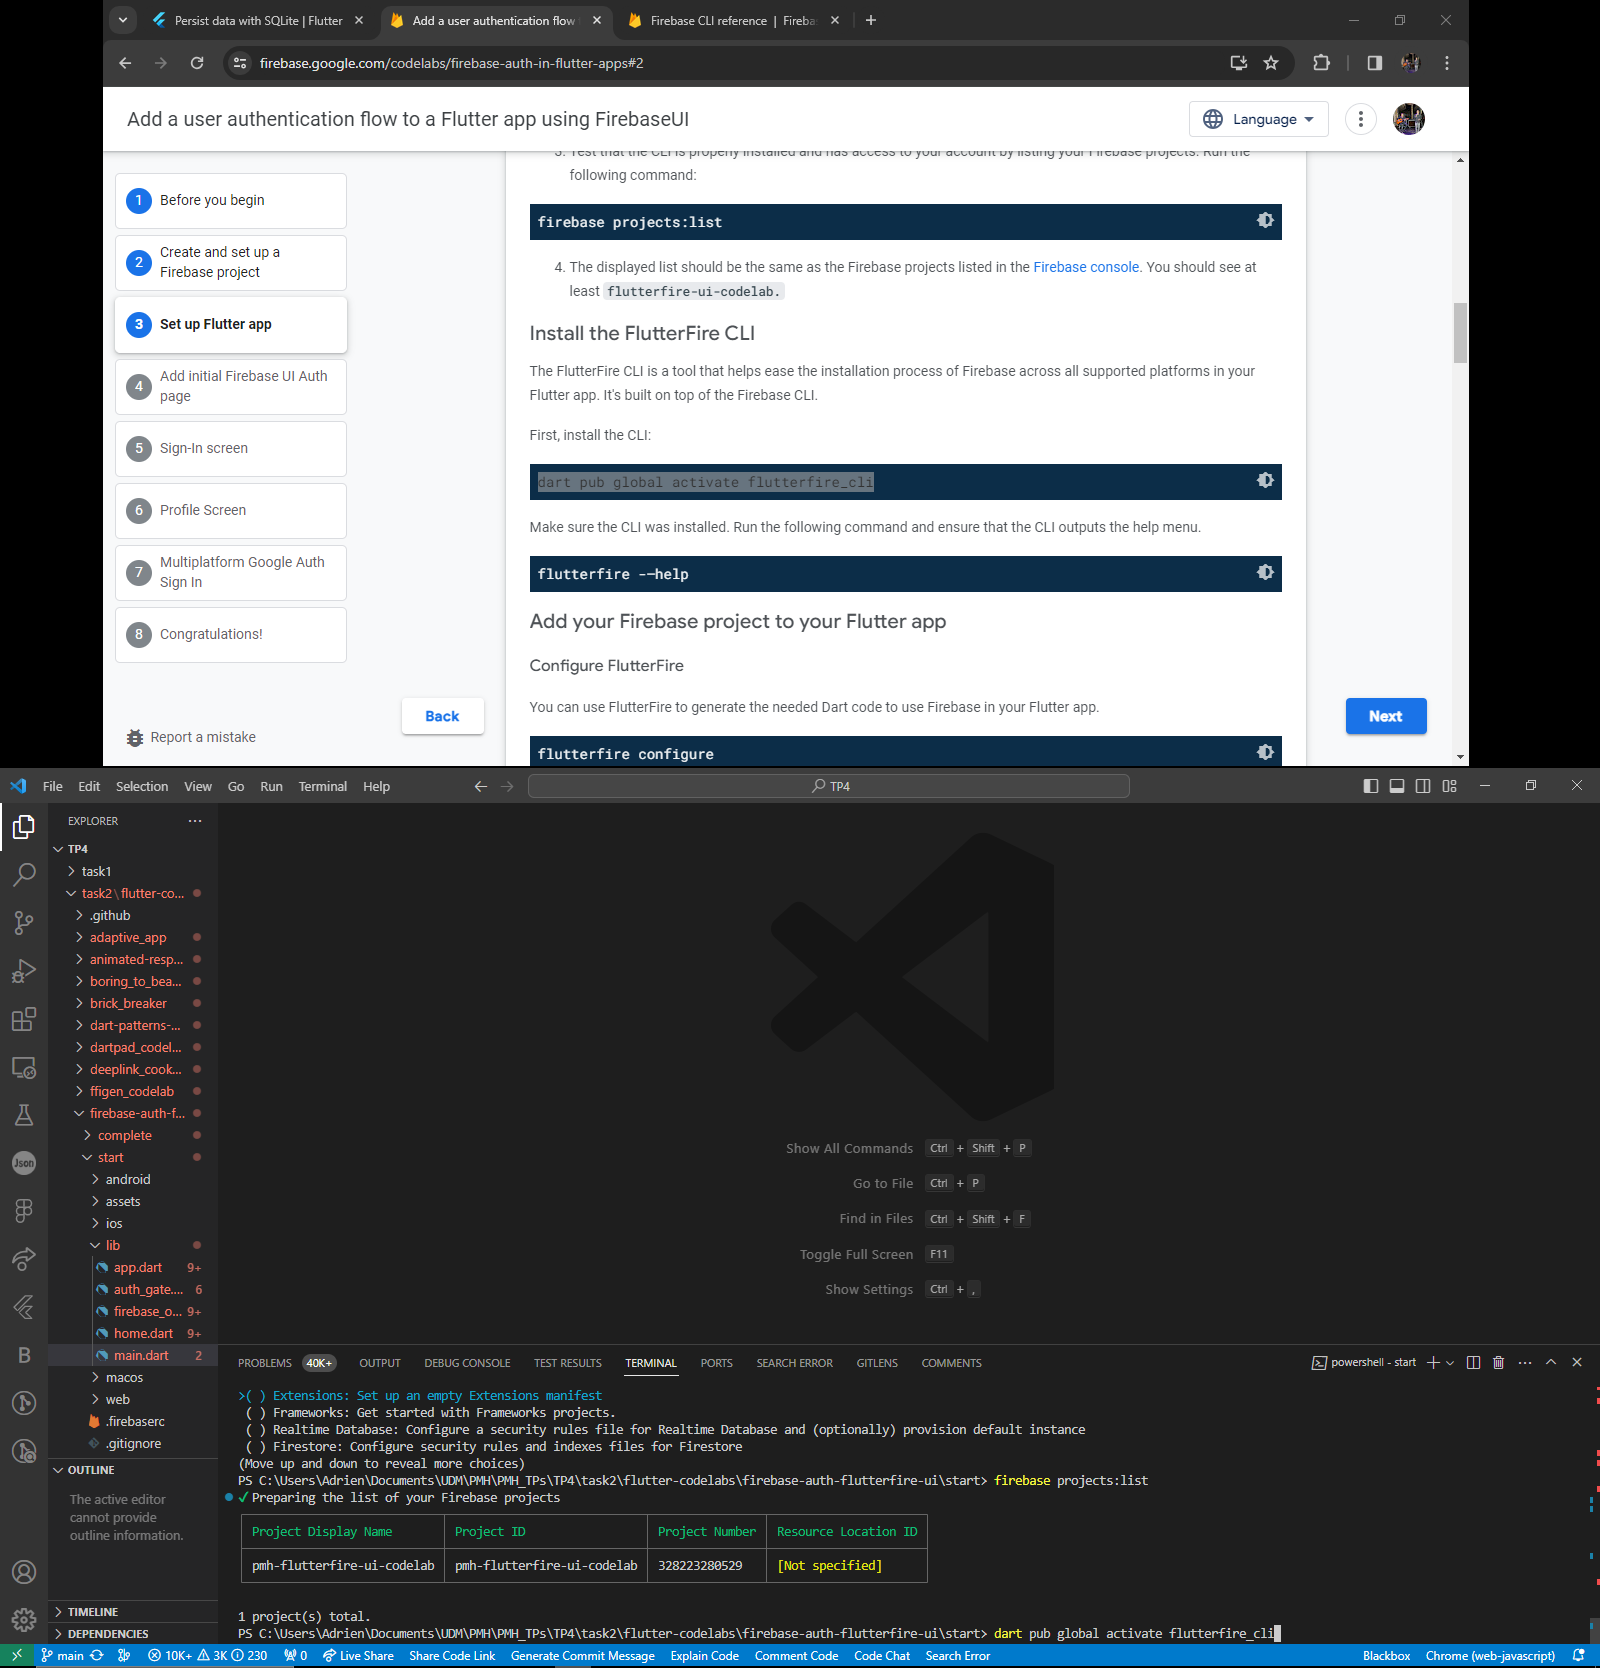 Persist data with SQLite | Flutter
Add a user authentication flow
Firebase CLI reference | Fireba
firebase.google.com/codelabs/firebase-auth-in-flutter-apps#2
Add a user authentication flow to a Flutter app using FirebaseUI
Language
1 Before you begin
2 Create and set up a
Firebase project
3 Set up Flutter app
4 Add initial Firebase UI Auth
page
5 Sign-In screen
6 Profile Screen
7 Multiplatform Google Auth
Sign In
8 Congratulations!
Report a mistake
3. Test that the CLI is properly installed and has access to your account by listing your Firebase projects. Run the
following command:
firebase projects:list
4. The displayed list should be the same as the Firebase projects listed in the Firebase console. You should see at
least flutterfire-ui-codelab.
Install the FlutterFire CLI
The FlutterFire CLI is a tool that helps ease the installation process of Firebase across all supported platforms in your
Flutter app. It's built on top of the Firebase CLI.
First, install the CLI:
dart pub global activate flutterfire_cli
Make sure the CLI was installed. Run the following command and ensure that the CLI outputs the help menu.
flutterfire --help
Add your Firebase project to your Flutter app
Configure FlutterFire
You can use FlutterFire to generate the needed Dart code to use Firebase in your Flutter app.
flutterfire configure
Back
Next
File Edit Selection View Go Run Terminal Help
TP4
EXPLORER
TP4
task1
task2\flutter-co...
.github
adaptive_app
animated-resp...
boring_to_bea...
brick_breaker
dart-patterns-...
dartpad_codel...
deeplink_cook...
ffigen_codelab
firebase-auth-f...
complete
start
android
assets
ios
lib
app.dart 9+
auth_gate.... 6
firebase_o... 9+
home.dart 9+
main.dart 2
macos
web
.firebaserc
.gitignore
OUTLINE
The active editor
cannot provide
outline information.
TIMELINE
DEPENDENCIES
Json
B
Show All Commands Ctrl + Shift + P
Go to File Ctrl + P
Find in Files Ctrl + Shift + F
Toggle Full Screen F11
Show Settings Ctrl + ,
PROBLEMS 40K+ OUTPUT DEBUG CONSOLE TEST RESULTS TERMINAL PORTS SEARCH ERROR GITLENS COMMENTS
powershell - start
>( ) Extensions: Set up an empty Extensions manifest
( ) Frameworks: Get started with Frameworks projects.
( ) Realtime Database: Configure a security rules file for Realtime Database and (optionally) provision default instance
( ) Firestore: Configure security rules and indexes files for Firestore
(Move up and down to reveal more choices)
PS C:\Users\Adrien\Documents\UDM\PMH\PMH_TPs\TP4\task2\flutter-codelabs\firebase-auth-flutterfire-ui\start> firebase projects:list
✓ Preparing the list of your Firebase projects
Project Display Name Project ID Project Number Resource Location ID
pmh-flutterfire-ui-codelab pmh-flutterfire-ui-codelab 328223280529 [Not specified]
1 project(s) total.
PS C:\Users\Adrien\Documents\UDM\PMH\PMH_TPs\TP4\task2\flutter-codelabs\firebase-auth-flutterfire-ui\start> dart pub global activate flutterfire_cli
main 10K+ 3K 230 0 Live Share Share Code Link Generate Commit Message Explain Code Comment Code Code Chat Search Error Blackbox Chrome (web-javascript)